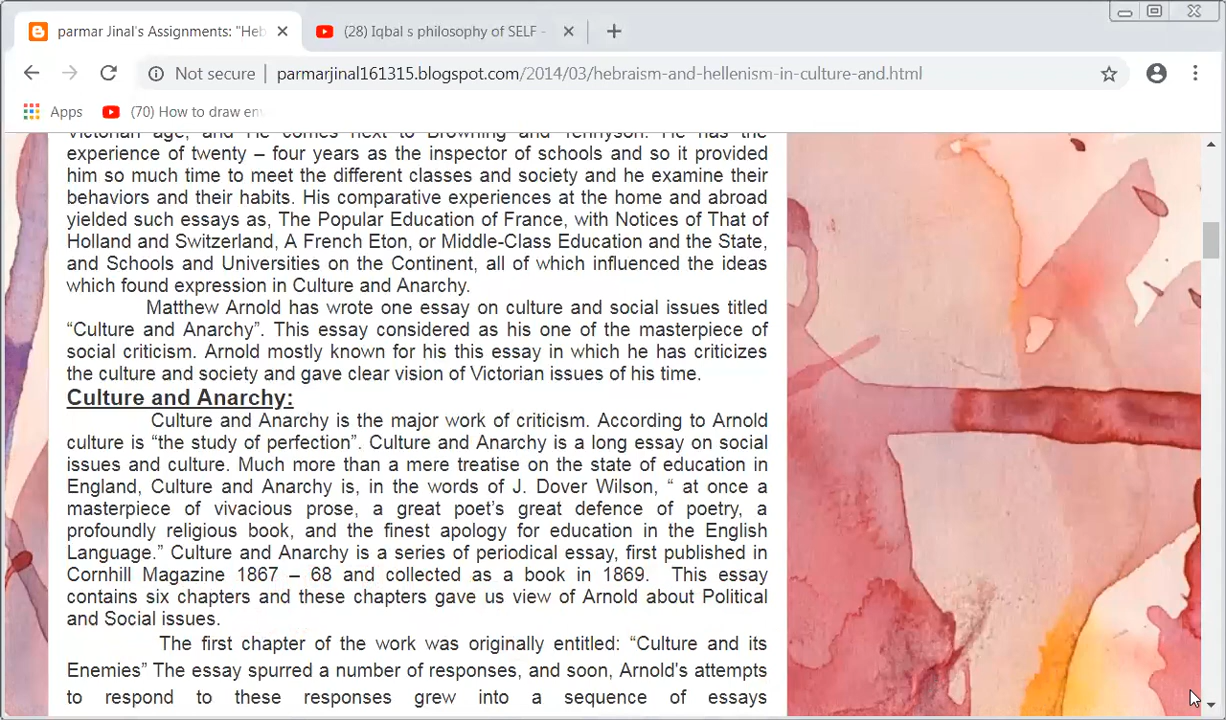 parmar Jinal's Assignments: "Heb
(28) Iqbal s philosophy of SELF -
Not secure
parmarjinal161315.blogspot.com/2014/03/hebraism-and-hellenism-in-culture-and.html
Apps
(70) How to draw en
Victorian age, and He comes next to Browning and Tennyson. He has the
experience of twenty – four years as the inspector of schools and so it provided
him so much time to meet the different classes and society and he examine their
behaviors and their habits. His comparative experiences at the home and abroad
yielded such essays as, The Popular Education of France, with Notices of That of
Holland and Switzerland, A French Eton, or Middle-Class Education and the State,
and Schools and Universities on the Continent, all of which influenced the ideas
which found expression in Culture and Anarchy.
Matthew Arnold has wrote one essay on culture and social issues titled
“Culture and Anarchy”. This essay considered as his one of the masterpiece of
social criticism. Arnold mostly known for his this essay in which he has criticizes
the culture and society and gave clear vision of Victorian issues of his time.
Culture and Anarchy:
Culture and Anarchy is the major work of criticism. According to Arnold
culture is “the study of perfection”. Culture and Anarchy is a long essay on social
issues and culture. Much more than a mere treatise on the state of education in
England, Culture and Anarchy is, in the words of J. Dover Wilson, “ at once a
masterpiece of vivacious prose, a great poet’s great defence of poetry, a
profoundly religious book, and the finest apology for education in the English
Language.” Culture and Anarchy is a series of periodical essay, first published in
Cornhill Magazine 1867 – 68 and collected as a book in 1869. This essay
contains six chapters and these chapters gave us view of Arnold about Political
and Social issues.
The first chapter of the work was originally entitled: “Culture and its
Enemies” The essay spurred a number of responses, and soon, Arnold's attempts
to respond to these responses grew into a sequence of essays